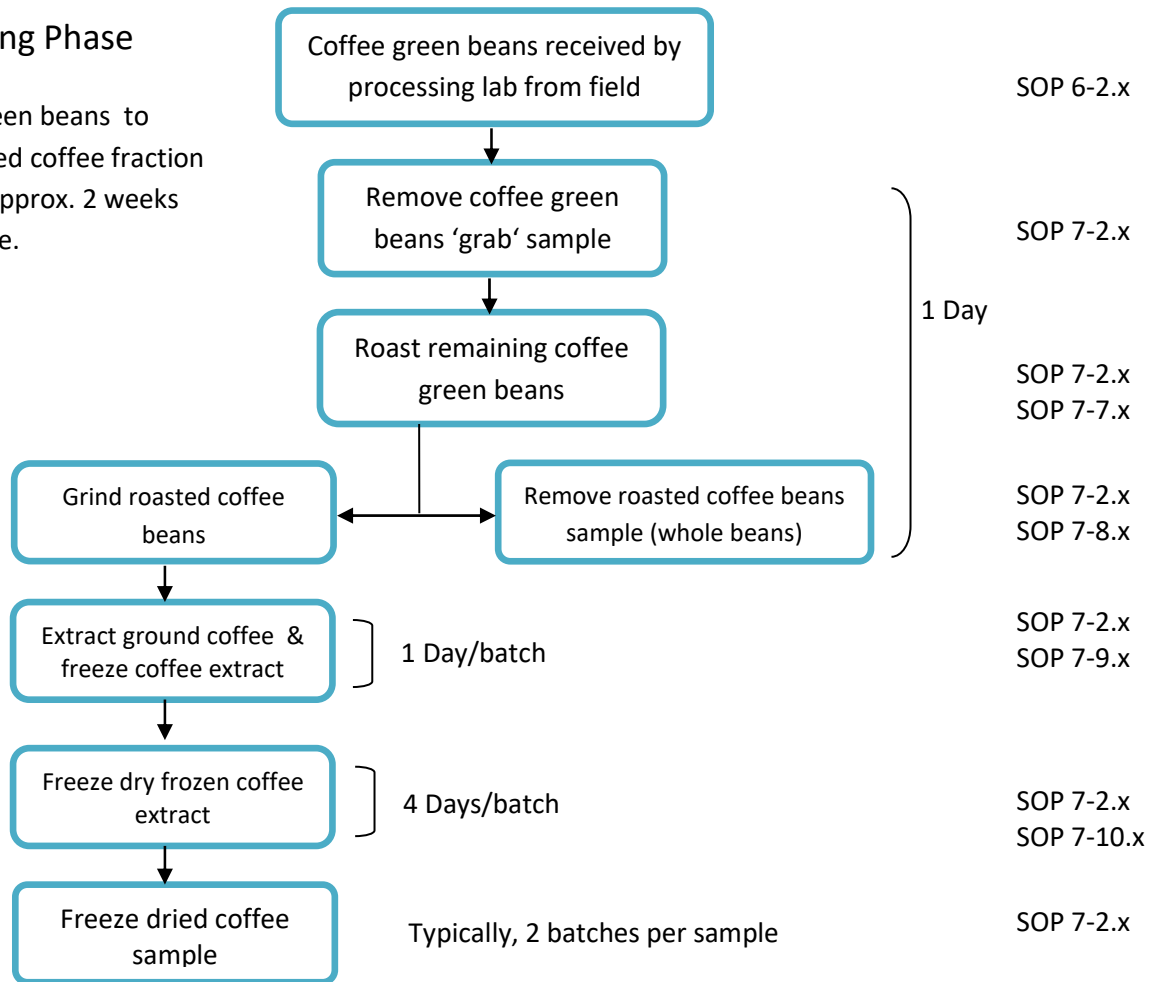 ng Phase
een beans to
ed coffee fraction
pprox. 2 weeks
e.
Coffee green beans received by
processing lab from field
SOP 6-2.x
Remove coffee green
beans ‘grab‘ sample
SOP 7-2.x
1 Day
Roast remaining coffee
green beans
SOP 7-2.x
SOP 7-7.x
Grind roasted coffee
beans
Remove roasted coffee beans
sample (whole beans)
SOP 7-2.x
SOP 7-8.x
Extract ground coffee &
freeze coffee extract
1 Day/batch
SOP 7-2.x
SOP 7-9.x
Freeze dry frozen coffee
extract
4 Days/batch
SOP 7-2.x
SOP 7-10.x
Freeze dried coffee
sample
Typically, 2 batches per sample
SOP 7-2.x